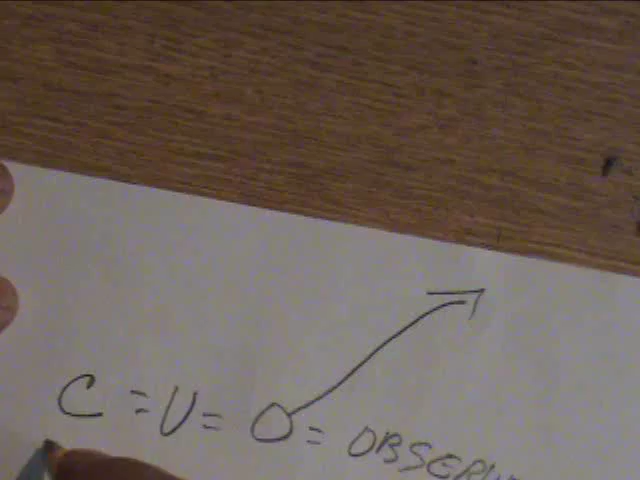 C = U = O = OBSERV